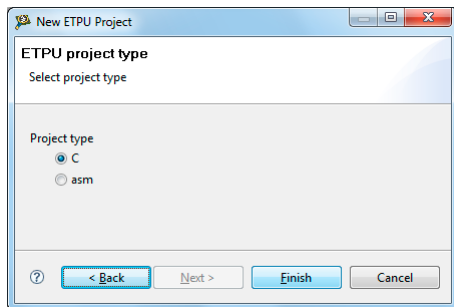 New ETPU Project
ETPU project type
Select project type
Project type
C
asm
? < Back Next > Finish Cancel